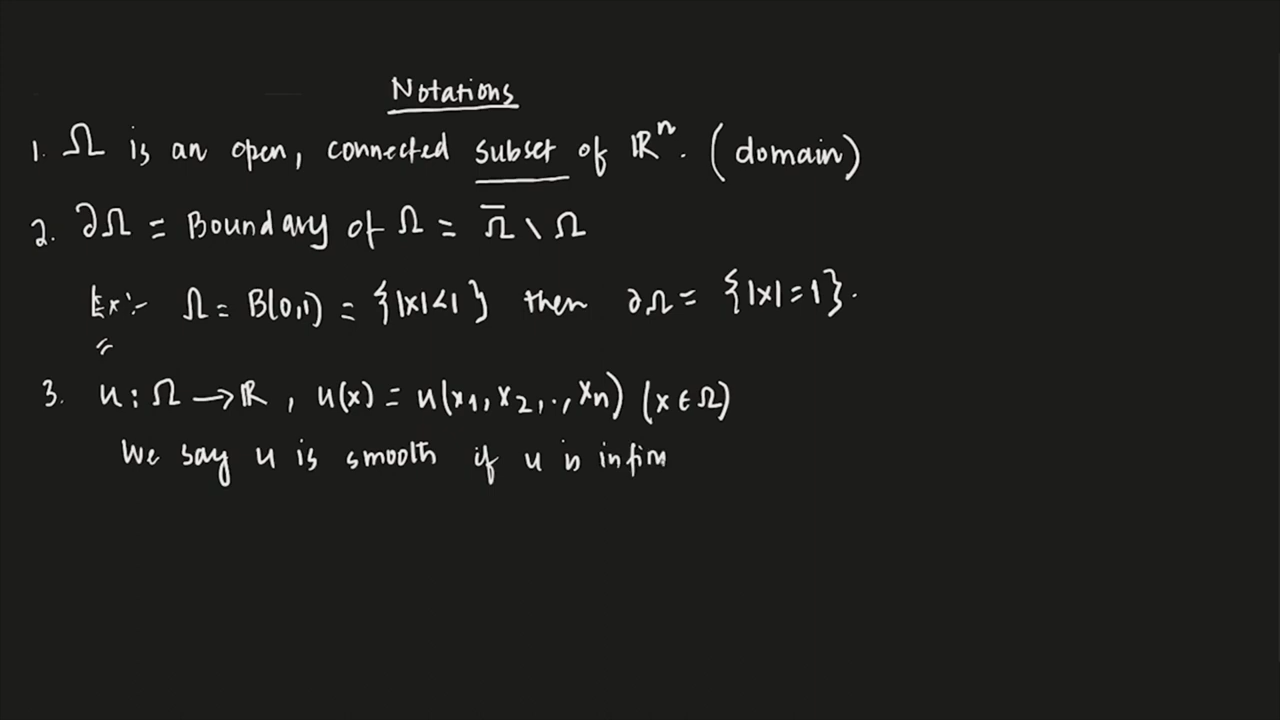 Notations
1. Ω is an open, connected subset of ℝⁿ. (domain)
2. ∂Ω = Boundary of Ω = Ω̅ \ Ω
Ex:- Ω = B(0,1) = {|x|<1} then ∂Ω = {|x|=1}.
3. u : Ω → ℝ, u(x) = u(x₁, x₂, .., xₙ) (x ∈ Ω)
We say u is smooth if u is infin